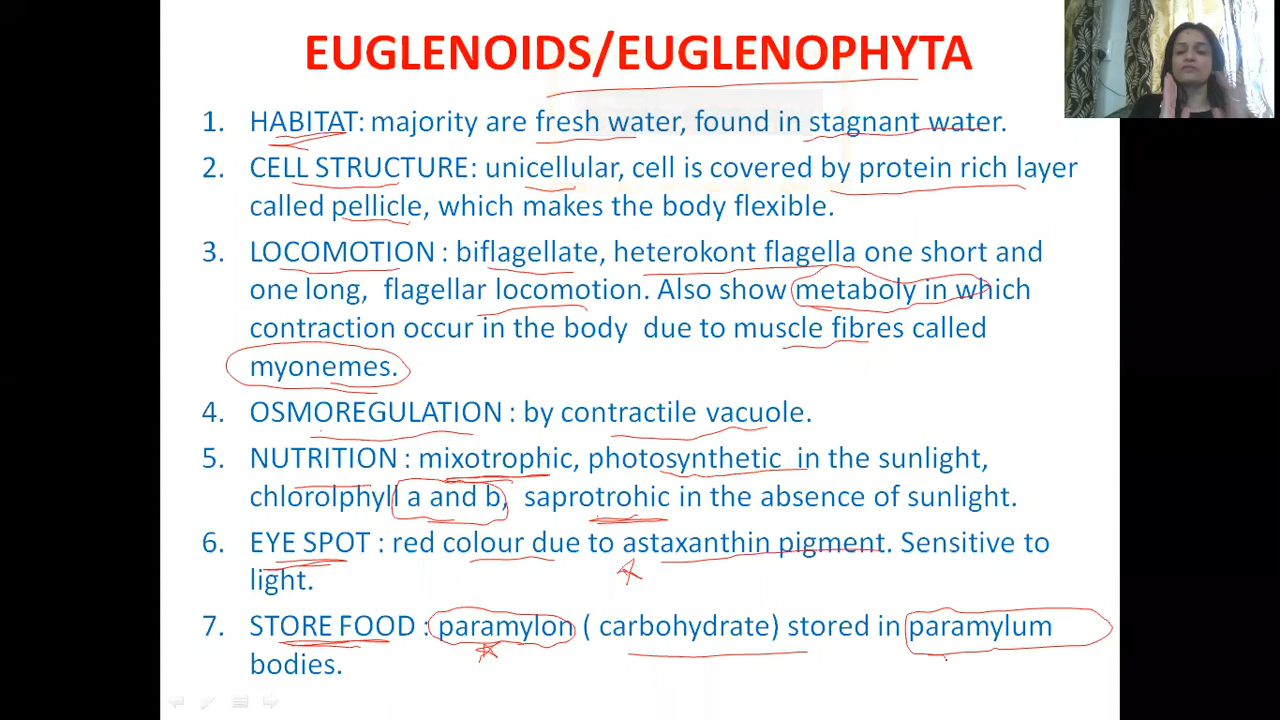 EUGLENOIDS/EUGLENOPHYTA
1. HABITAT: majority are fresh water, found in stagnant water.
2. CELL STRUCTURE: unicellular, cell is covered by protein rich layer
called pellicle, which makes the body flexible.
3. LOCOMOTION : biflagellate, heterokont flagella one short and
one long, flagellar locomotion. Also show metaboly in which
contraction occur in the body due to muscle fibres called
myonemes.
4. OSMOREGULATION : by contractile vacuole.
5. NUTRITION : mixotrophic, photosynthetic in the sunlight,
chlorolphyll a and b, saprotrohic in the absence of sunlight.
6. EYE SPOT : red colour due to astaxanthin pigment. Sensitive to
light.
7. STORE FOOD : paramylon ( carbohydrate) stored in paramylum
bodies.